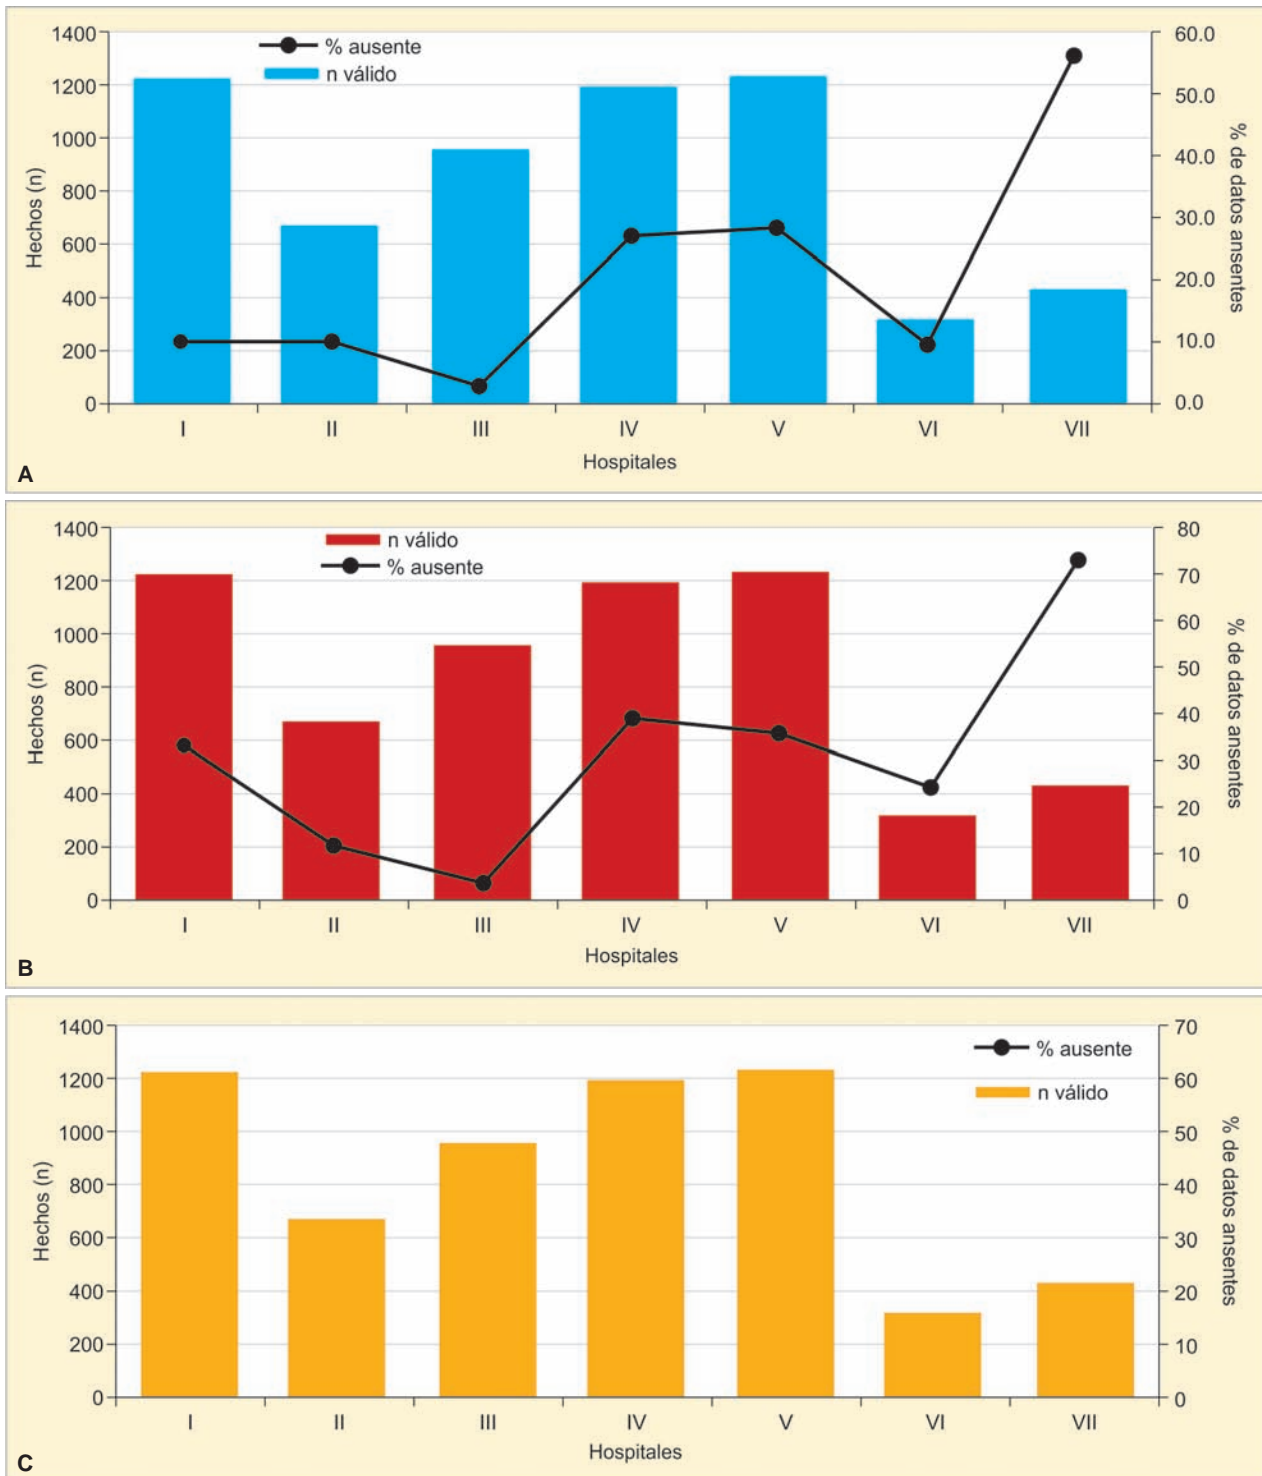 1400
1200
1000
800
600
400
200
0
Hechos (n)
% ausente
n válido
60.0
50.0
40.0
30.0
20.0
10.0
0.0
% de datos ansentes
I II III IV V VI VII
Hospitales
A
1400
1200
1000
800
600
400
200
0
Hechos (n)
n válido
% ausente
80
70
60
50
40
30
20
10
0
% de datos ansentes
I II III IV V VI VII
Hospitales
B
1400
1200
1000
800
600
400
200
0
Hechos (n)
% ausente
n válido
70
60
50
40
30
20
10
0
% de datos ansentes
I II III IV V VI VII
Hospitales
C